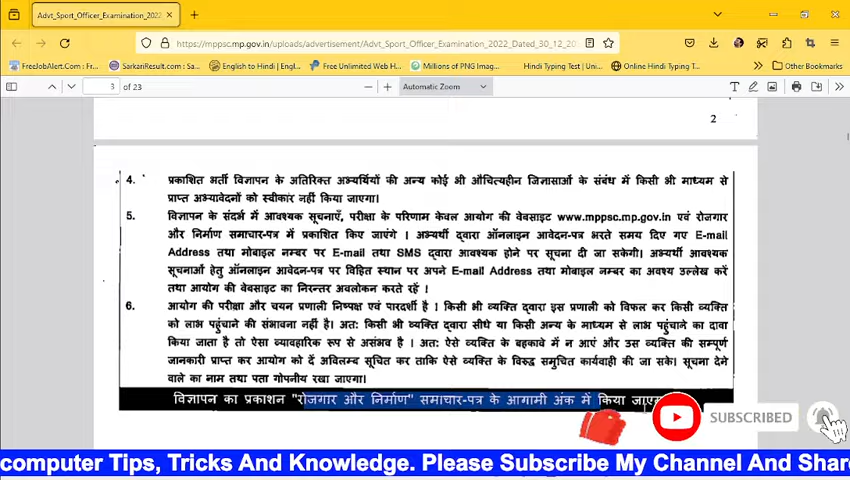 Advt_Sport_Officer_Examination_2022
https://mppsc.mp.gov.in/uploads/advertisement/Advt_Sport_Officer_Examination_2022_Dated_30_12_20
FreeJobAlert.Com
SarkariResult.com : Sa...
English to Hindi | Engl...
Free Unlimited Web H...
Millions of PNG Imag...
Hindi Typing Test | Uni...
Online Hindi Typing T...
Other Bookmarks
3 of 23
Automatic Zoom
2
4. प्रकाशित भर्ती विज्ञापन के अतिरिक्त अभ्यर्थियों की अन्य कोई भी औचित्यहीन जिज्ञासाओं के संबंध में किसी भी माध्यम से
प्राप्त अभ्यावेदनों को स्वीकार नहीं किया जाएगा।
5. विज्ञापन के संदर्भ में आवश्यक सूचनाएँ, परीक्षा के परिणाम केवल आयोग की वेबसाइट www.mppsc.mp.gov.in एवं रोजगार
और निर्माण समाचार-पत्र में प्रकाशित किए जाएंगे । अभ्यर्थी द्वारा ऑनलाइन आवेदन-पत्र भरते समय दिए गए E-mail
Address तथा मोबाइल नम्बर पर E-mail तथा SMS द्वारा आवश्यक होने पर सूचना दी जा सकेगी। अभ्यर्थी आवश्यक
सूचनाओं हेतु ऑनलाइन आवेदन-पत्र पर विहित स्थान पर अपने E-mail Address तथा मोबाइल नम्बर का अवश्य उल्लेख करें
तथा आयोग की वेबसाइट का निरन्तर अवलोकन करते रहें ।
6. आयोग की परीक्षा और चयन प्रणाली निष्पक्ष एवं पारदर्शी है । किसी भी व्यक्ति द्वारा इस प्रणाली को विफल कर किसी व्यक्ति
को लाभ पहुंचाने की संभावना नहीं है। अतः किसी भी व्यक्ति द्वारा सीधे या किसी अन्य के माध्यम से लाभ पहुंचाने का दावा
किया जाता है तो ऐसा व्यावहारिक रूप से असंभव है । अतः ऐसे व्यक्ति के बहकावे में न आएं और उस व्यक्ति की सम्पूर्ण
जानकारी प्राप्त कर आयोग को दें अविलम्ब सूचित कर ताकि ऐसे व्यक्ति के विरुद्ध समुचित कार्यवाही की जा सके। सूचना देने
वाले का नाम तथा पता गोपनीय रखा जाएगा।
विज्ञापन का प्रकाशन "रोजगार और निर्माण" समाचार-पत्र के आगामी अंक में किया
SUBSCRIBED
computer Tips, Tricks And Knowledge. Please Subscribe My Channel And Share